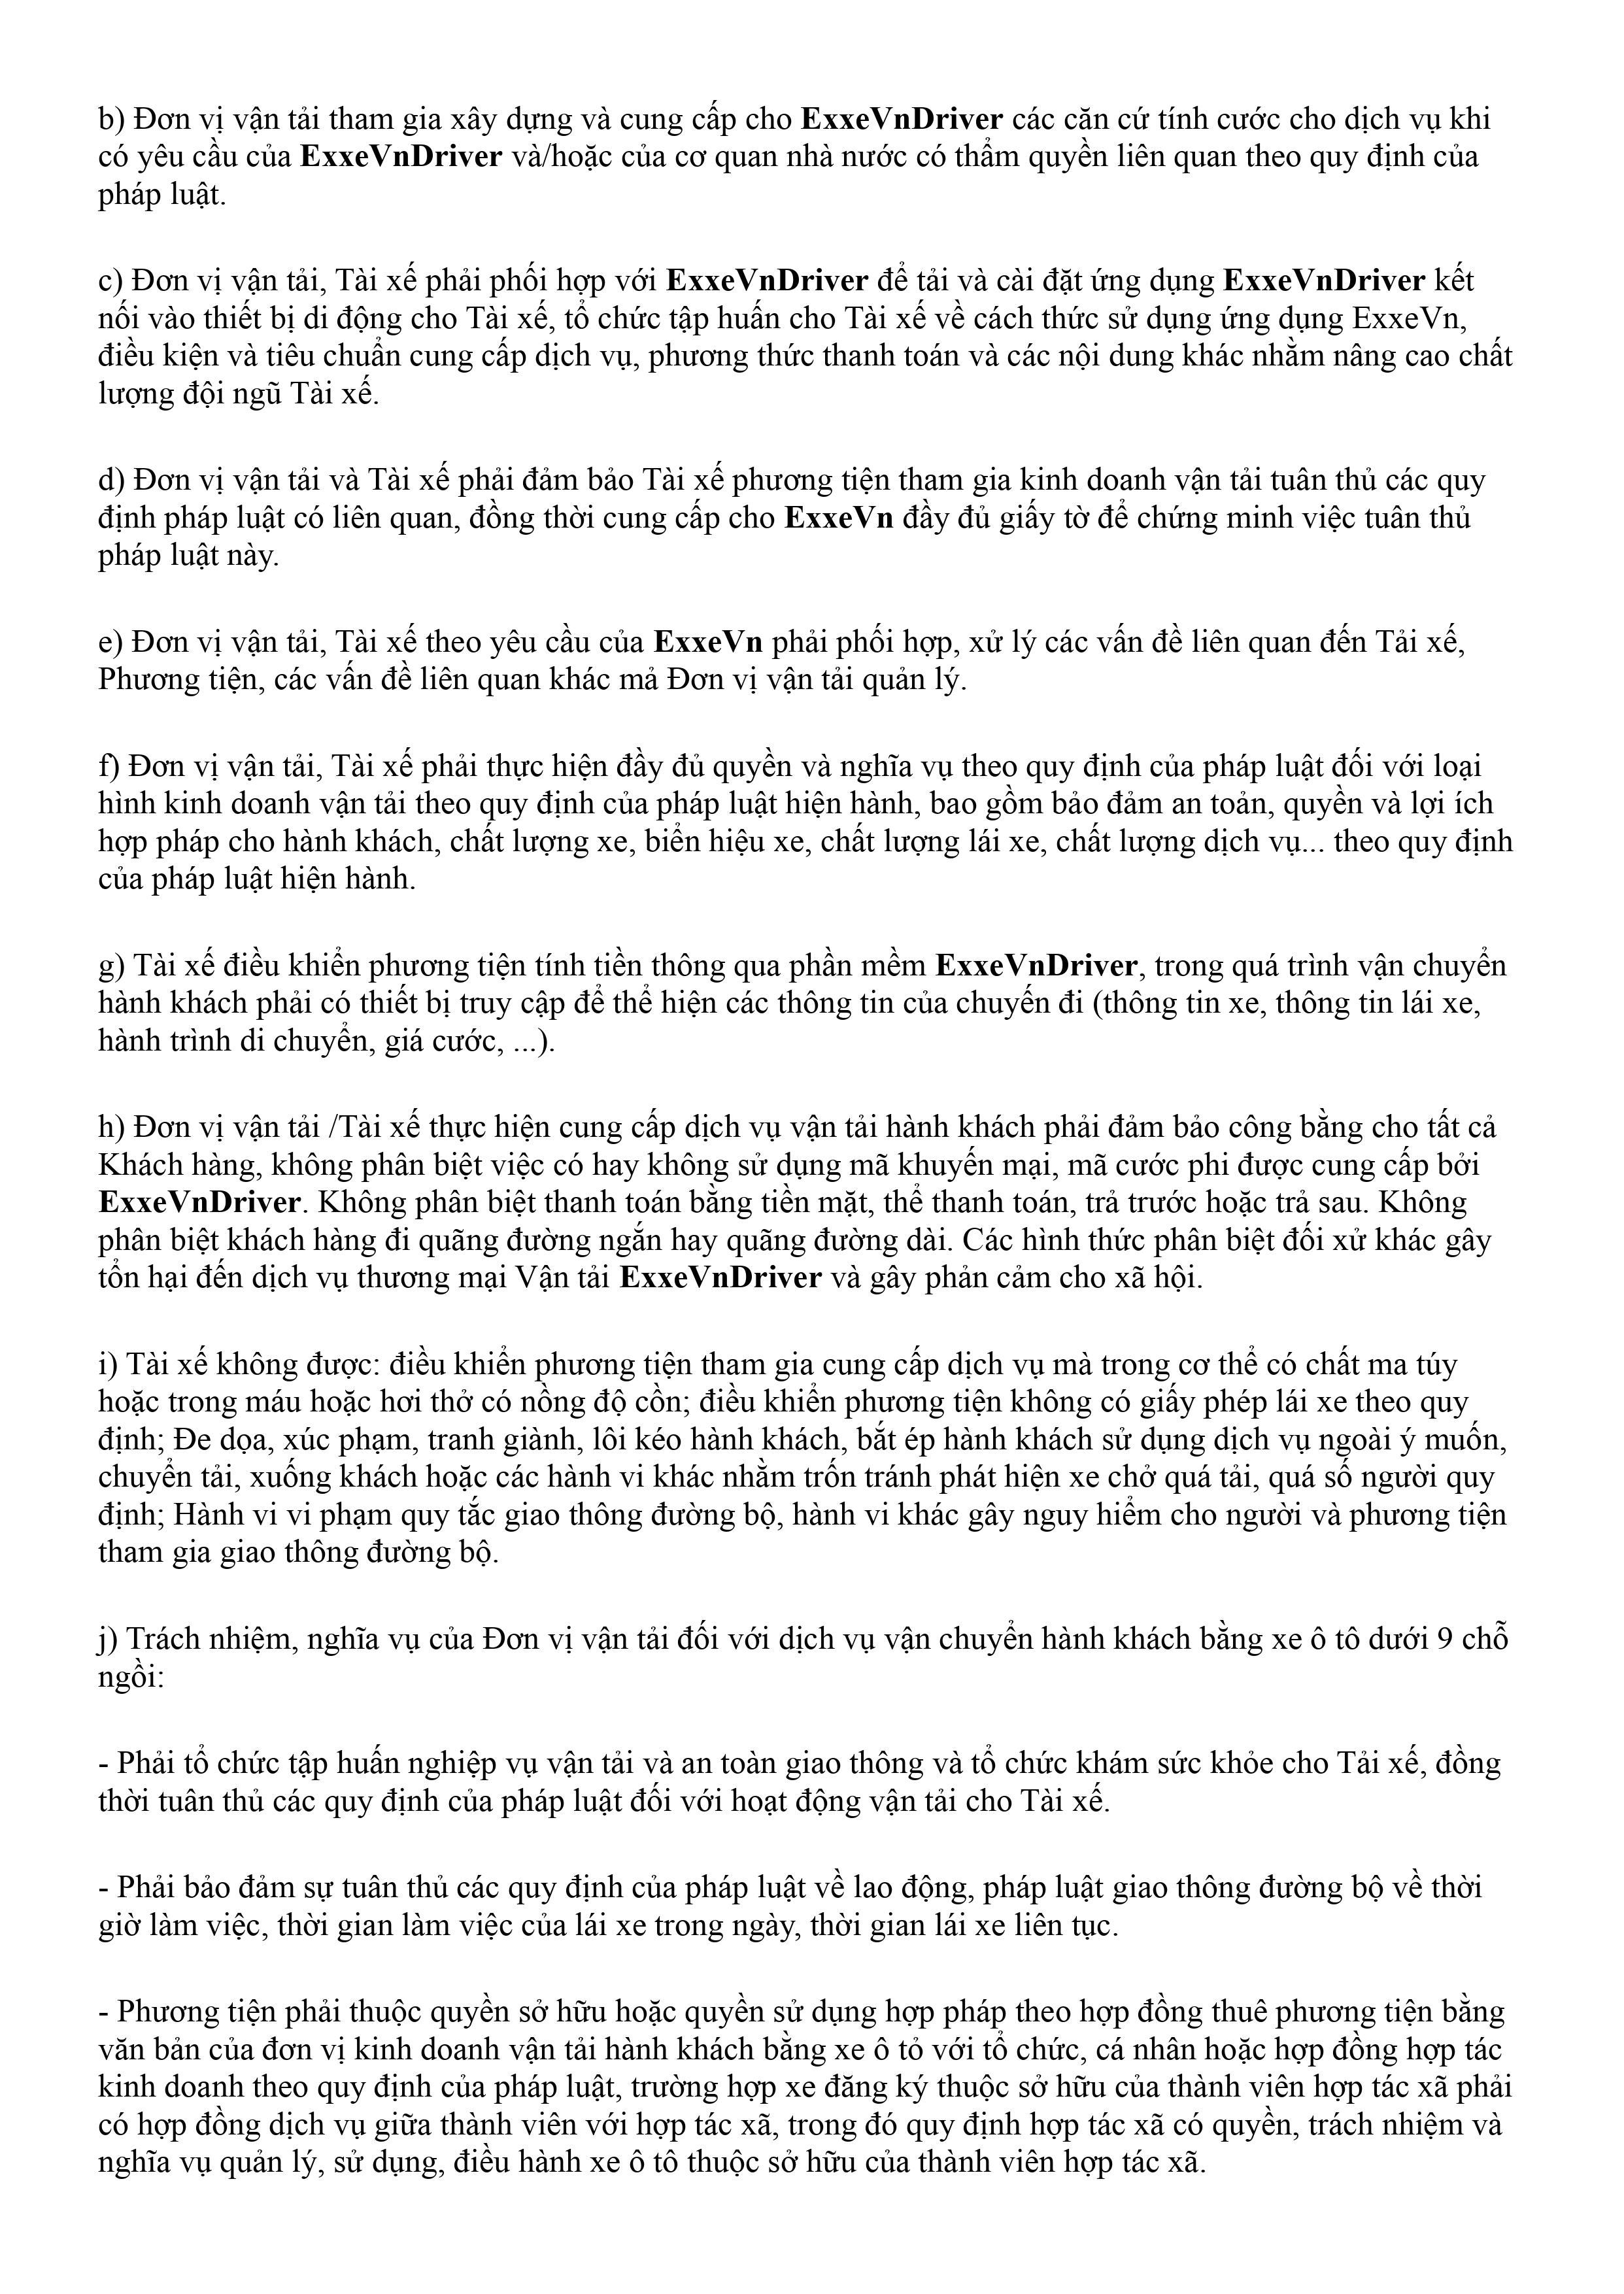 b) Đơn vị vận tải tham gia xây dựng và cung cấp cho ExxeVnDriver các căn cứ tính cước cho dịch vụ khi
có yêu cầu của ExxeVnDriver và/hoặc của cơ quan nhà nước có thẩm quyền liên quan theo quy định của
pháp luật.
c) Đơn vị vận tải, Tài xế phải phối hợp với ExxeVnDriver để tải và cài đặt ứng dụng ExxeVnDriver kết
nối vào thiết bị di động cho Tài xế, tổ chức tập huấn cho Tài xế về cách thức sử dụng ứng dụng ExxeVn,
điều kiện và tiêu chuẩn cung cấp dịch vụ, phương thức thanh toán và các nội dung khác nhằm nâng cao chất
lượng đội ngũ Tài xế.
d) Đơn vị vận tải và Tài xế phải đảm bảo Tài xế phương tiện tham gia kinh doanh vận tải tuân thủ các quy
định pháp luật có liên quan, đồng thời cung cấp cho ExxeVn đầy đủ giấy tờ để chứng minh việc tuân thủ
pháp luật này.
e) Đơn vị vận tải, Tài xế theo yêu cầu của ExxeVn phải phối hợp, xử lý các vấn đề liên quan đến Tải xế,
Phương tiện, các vấn đề liên quan khác mả Đơn vị vận tải quản lý.
f) Đơn vị vận tải, Tài xế phải thực hiện đầy đủ quyền và nghĩa vụ theo quy định của pháp luật đối với loại
hình kinh doanh vận tải theo quy định của pháp luật hiện hành, bao gồm bảo đảm an toản, quyền và lợi ích
hợp pháp cho hành khách, chất lượng xe, biển hiệu xe, chất lượng lái xe, chất lượng dịch vụ... theo quy định
của pháp luật hiện hành.
g) Tài xế điều khiển phương tiện tính tiền thông qua phần mềm ExxeVnDriver, trong quá trình vận chuyển
hành khách phải có thiết bị truy cập để thể hiện các thông tin của chuyến đi (thông tin xe, thông tin lái xe,
hành trình di chuyển, giá cước, ...).
h) Đơn vị vận tải /Tài xế thực hiện cung cấp dịch vụ vận tải hành khách phải đảm bảo công bằng cho tất cả
Khách hàng, không phân biệt việc có hay không sử dụng mã khuyến mại, mã cước phi được cung cấp bởi
ExxeVnDriver. Không phân biệt thanh toán bằng tiền mặt, thể thanh toán, trả trước hoặc trả sau. Không
phân biệt khách hàng đi quãng đường ngắn hay quãng đường dài. Các hình thức phân biệt đối xử khác gây
tổn hại đến dịch vụ thương mại Vận tải ExxeVnDriver và gây phản cảm cho xã hội.
i) Tài xế không được: điều khiển phương tiện tham gia cung cấp dịch vụ mà trong cơ thể có chất ma túy
hoặc trong máu hoặc hơi thở có nồng độ cồn; điều khiển phương tiện không có giấy phép lái xe theo quy
định; Đe dọa, xúc phạm, tranh giành, lôi kéo hành khách, bắt ép hành khách sử dụng dịch vụ ngoài ý muốn,
chuyển tải, xuống khách hoặc các hành vi khác nhằm trốn tránh phát hiện xe chở quá tải, quá số người quy
định; Hành vi vi phạm quy tắc giao thông đường bộ, hành vi khác gây nguy hiểm cho người và phương tiện
tham gia giao thông đường bộ.
j) Trách nhiệm, nghĩa vụ của Đơn vị vận tải đối với dịch vụ vận chuyển hành khách bằng xe ô tô dưới 9 chỗ
ngồi:
- Phải tổ chức tập huấn nghiệp vụ vận tải và an toàn giao thông và tổ chức khám sức khỏe cho Tải xế, đồng
thời tuân thủ các quy định của pháp luật đối với hoạt động vận tải cho Tài xế.
- Phải bảo đảm sự tuân thủ các quy định của pháp luật về lao động, pháp luật giao thông đường bộ về thời
giờ làm việc, thời gian làm việc của lái xe trong ngày, thời gian lái xe liên tục.
- Phương tiện phải thuộc quyền sở hữu hoặc quyền sử dụng hợp pháp theo hợp đồng thuê phương tiện bằng
văn bản của đơn vị kinh doanh vận tải hành khách bằng xe ô tỏ với tổ chức, cá nhân hoặc hợp đồng hợp tác
kinh doanh theo quy định của pháp luật, trường hợp xe đăng ký thuộc sở hữu của thành viên hợp tác xã phải
có hợp đồng dịch vụ giữa thành viên với hợp tác xã, trong đó quy định hợp tác xã có quyền, trách nhiệm và
nghĩa vụ quản lý, sử dụng, điều hành xe ô tô thuộc sở hữu của thành viên hợp tác xã.